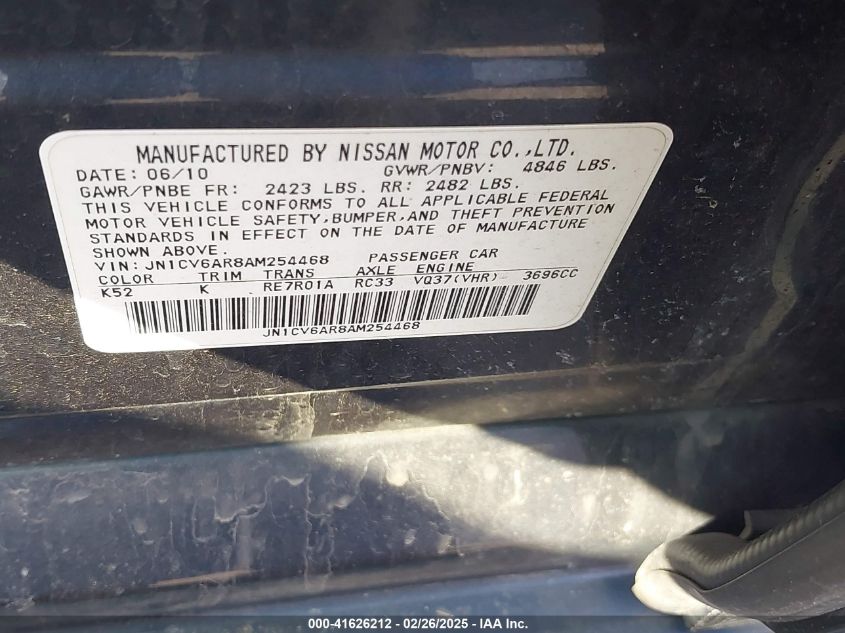 MANUFACTURED BY NISSAN MOTOR CO.,LTD.
DATE: 06/10 GVWR/PNBV: 4846 LBS.
GAWR/PNBE FR: 2423 LBS. RR: 2482 LBS.
THIS VEHICLE CONFORMS TO ALL APPLICABLE FEDERAL
MOTOR VEHICLE SAFETY,BUMPER,AND THEFT PREVENTION
STANDARDS IN EFFECT ON THE DATE OF MANUFACTURE
SHOWN ABOVE.
VIN: JN1CV6AR8AM254468 PASSENGER CAR
COLOR TRIM TRANS AXLE ENGINE
K52 K RE7R01A RC33 VQ37(VHR) 3696CC
JN1CV6AR8AM254468
000-41626212 - 02/26/2025 - IAA Inc.